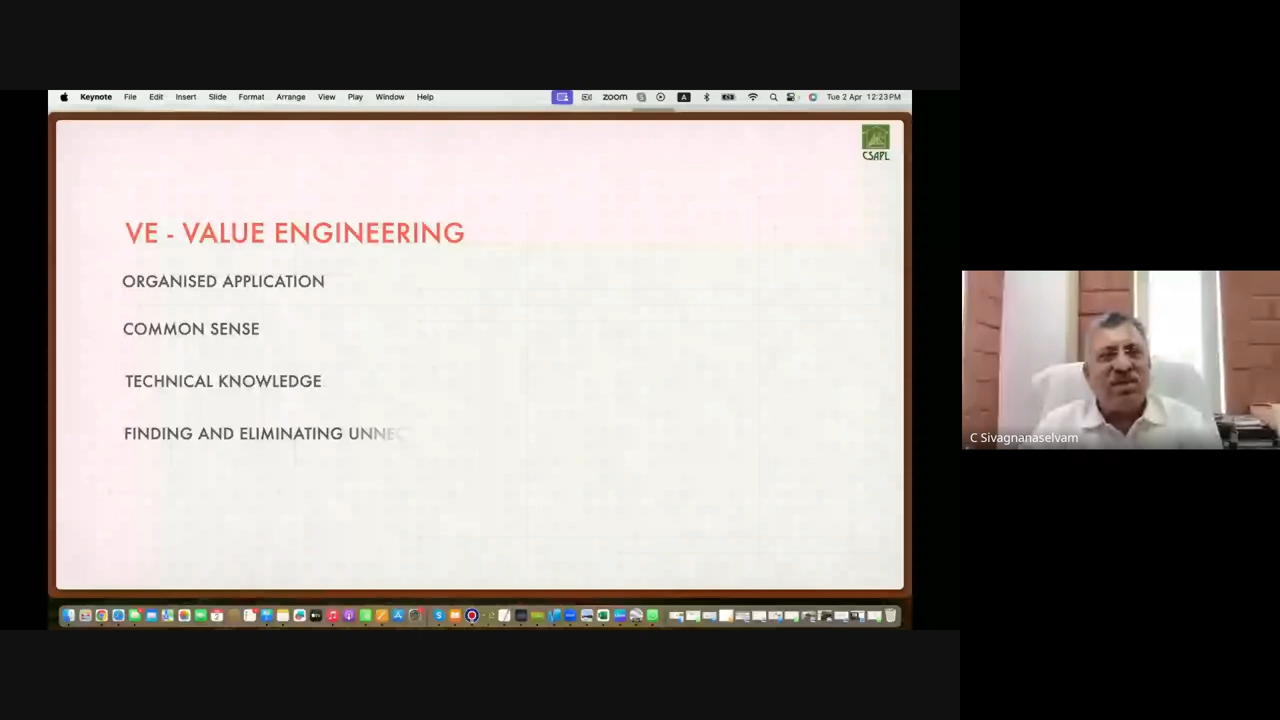 Keynote File Edit Insert Slide Format Arrange View Play Window Help zoom A Tue 2 Apr 12:23PM
CSAPL
VE - VALUE ENGINEERING
ORGANISED APPLICATION
COMMON SENSE
TECHNICAL KNOWLEDGE
FINDING AND ELIMINATING UNNEC
C Sivagnanaselvam